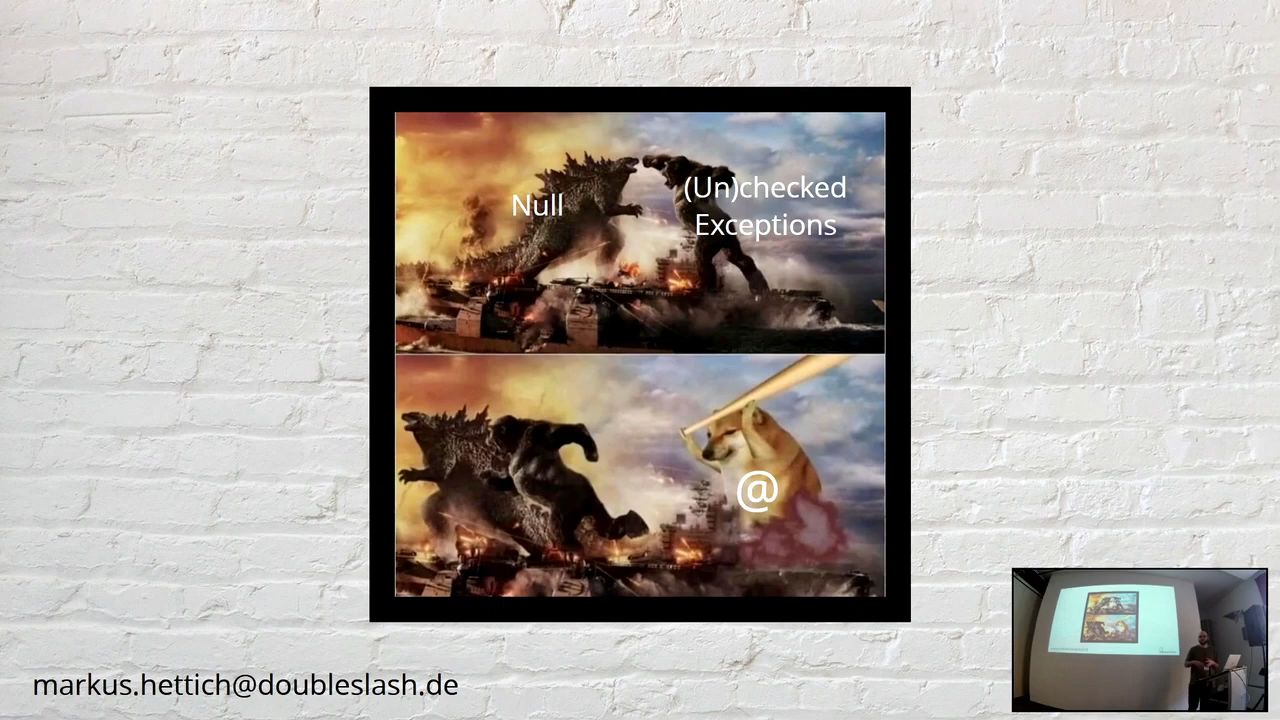 Null
(Un)checked
Exceptions
@
markus.hettich@doubleslash.de